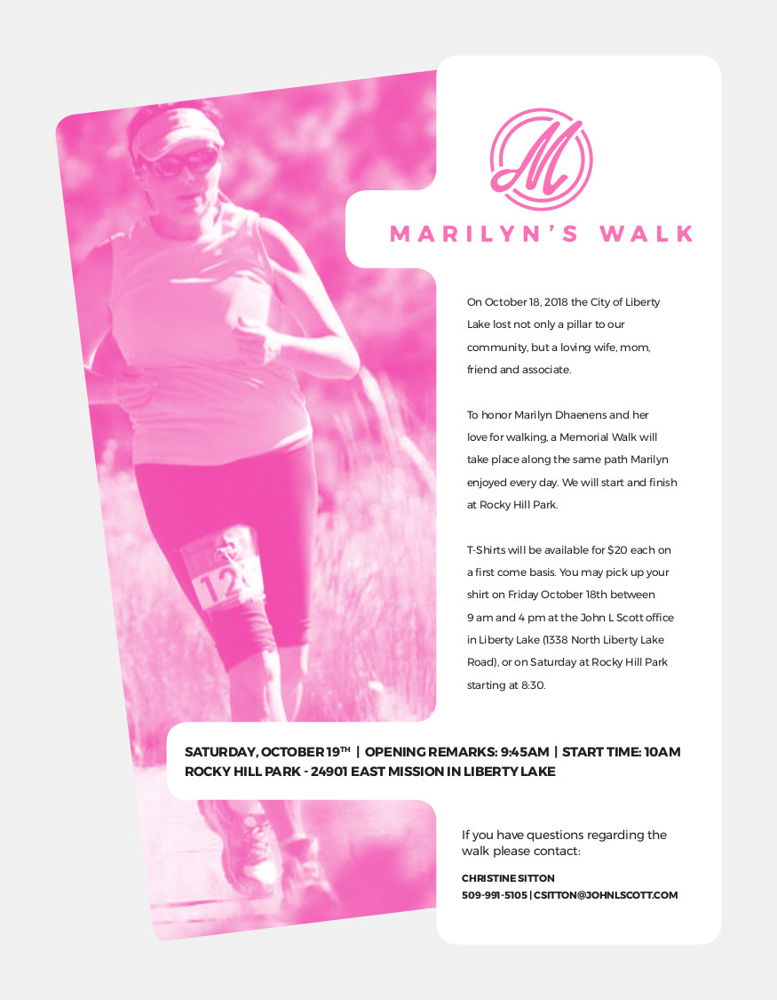 M
MARILYN’S WALK
On October 18, 2018 the City of Liberty
Lake lost not only a pillar to our
community, but a loving wife, mom,
friend and associate.
To honor Marilyn Dhaenens and her
love for walking, a Memorial Walk will
take place along the same path Marilyn
enjoyed every day. We will start and finish
at Rocky Hill Park.
T-Shirts will be available for $20 each on
a first come basis. You may pick up your
shirt on Friday October 18th between
9 am and 4 pm at the John L Scott office
in Liberty Lake (1338 North Liberty Lake
Road), or on Saturday at Rocky Hill Park
starting at 8:30.
12
SATURDAY, OCTOBER 19TH | OPENING REMARKS: 9:45AM | START TIME: 10AM
ROCKY HILL PARK - 24901 EAST MISSION IN LIBERTY LAKE
If you have questions regarding the
walk please contact:
CHRISTINE SITTON
509-991-5105 | CSITTON@JOHNLSCOTT.COM